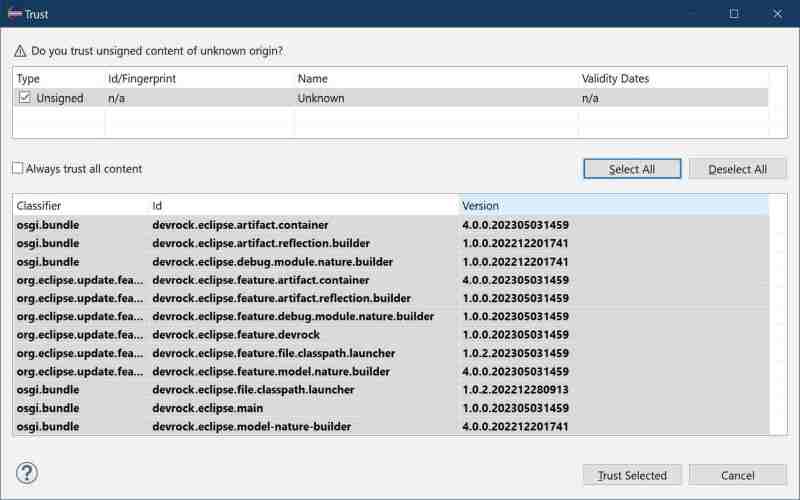 Trust
Do you trust unsigned content of unknown origin?
Type Id/Fingerprint Name Validity Dates
Unsigned n/a Unknown n/a
Always trust all content Select All Deselect All
Classifier Id Version
osgi.bundle devrock.eclipse.artifact.container 4.0.0.202305031459
osgi.bundle devrock.eclipse.artifact.reflection.builder 1.0.0.202212201741
osgi.bundle devrock.eclipse.debug.module.nature.builder 1.0.0.202212201741
org.eclipse.update.fea... devrock.eclipse.feature.artifact.container 4.0.0.202305031459
org.eclipse.update.fea... devrock.eclipse.feature.artifact.reflection.builder 1.0.0.202305031459
org.eclipse.update.fea... devrock.eclipse.feature.debug.module.nature.builder 1.0.0.202305031459
org.eclipse.update.fea... devrock.eclipse.feature.devrock 1.0.0.202305031459
org.eclipse.update.fea... devrock.eclipse.feature.file.classpath.launcher 1.0.2.202305031459
org.eclipse.update.fea... devrock.eclipse.feature.model.nature.builder 4.0.0.202305031459
osgi.bundle devrock.eclipse.file.classpath.launcher 1.0.2.202212280913
osgi.bundle devrock.eclipse.main 1.0.0.202305031459
osgi.bundle devrock.eclipse.model-nature-builder 4.0.0.202212201741
? Trust Selected Cancel